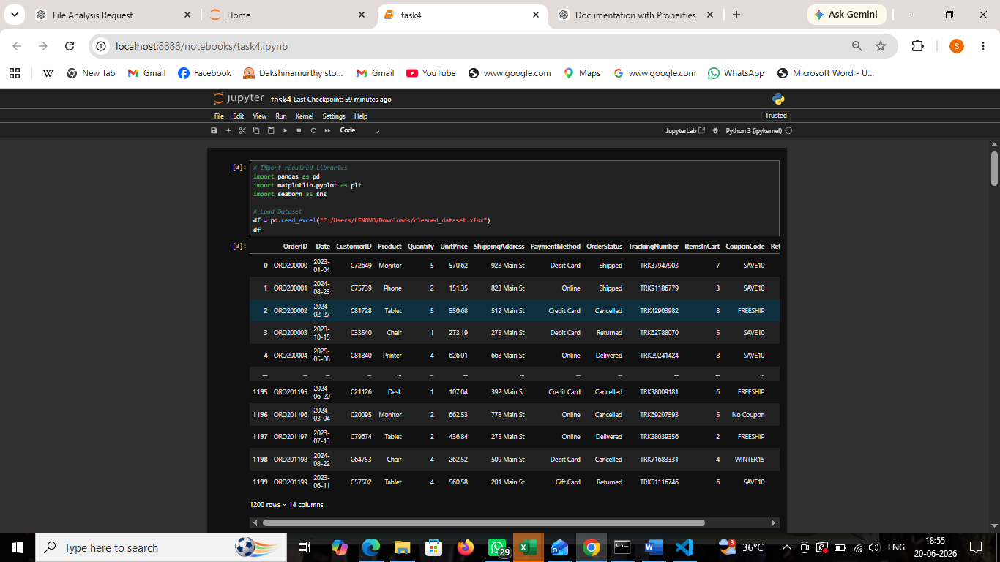 File Analysis Request
Home
task4
Documentation with Properties
Ask Gemini
localhost:8888/notebooks/task4.ipynb
S
W New Tab Gmail Facebook Dakshinamurthy sto... Gmail YouTube www.google.com Maps www.google.com WhatsApp Microsoft Word - U...
jupyter task4 Last Checkpoint: 59 minutes ago
File Edit View Run Kernel Settings Help
Trusted
Code
JupyterLab Python 3 (ipykernel)
[3]:
# IMport required libraries
import pandas as pd
import matplotlib.pyplot as plt
import seaborn as sns
# Load Dataset
df = pd.read_excel("C:/Users/LENOVO/Downloads/cleaned_dataset.xlsx")
df
[3]:
OrderID Date CustomerID Product Quantity UnitPrice ShippingAddress PaymentMethod OrderStatus TrackingNumber ItemsInCart CouponCode Ref
0 ORD200000 2023-01-04 C72649 Monitor 5 570.62 928 Main St Debit Card Shipped TRK37947903 7 SAVE10
1 ORD200001 2024-08-23 C75739 Phone 2 151.35 823 Main St Online Shipped TRK91186779 3 SAVE10
2 ORD200002 2024-02-27 C81728 Tablet 5 550.68 512 Main St Credit Card Cancelled TRK42903982 8 FREESHIP
3 ORD200003 2023-10-15 C33540 Chair 1 273.19 275 Main St Debit Card Returned TRK62788070 5 SAVE10
4 ORD200004 2025-05-08 C81840 Printer 4 626.01 668 Main St Online Delivered TRK29241424 8 SAVE10
... ... ... ... ... ... ... ... ... ... ... ... ...
1195 ORD201195 2024-06-20 C21126 Desk 1 107.04 392 Main St Credit Card Cancelled TRK38009181 6 FREESHIP
1196 ORD201196 2024-03-04 C20095 Monitor 2 662.53 778 Main St Online Cancelled TRK69207593 5 No Coupon
1197 ORD201197 2023-07-13 C79674 Tablet 2 436.84 275 Main St Online Delivered TRK88039356 2 FREESHIP
1198 ORD201198 2024-08-22 C64753 Chair 4 262.52 509 Main St Debit Card Cancelled TRK71683331 4 WINTER15
1199 ORD201199 2023-06-11 C57502 Tablet 4 560.58 201 Main St Gift Card Returned TRK51116746 6 SAVE10
1200 rows × 14 columns
Type here to search
29
3
36°C
ENG
18:55
20-06-2026